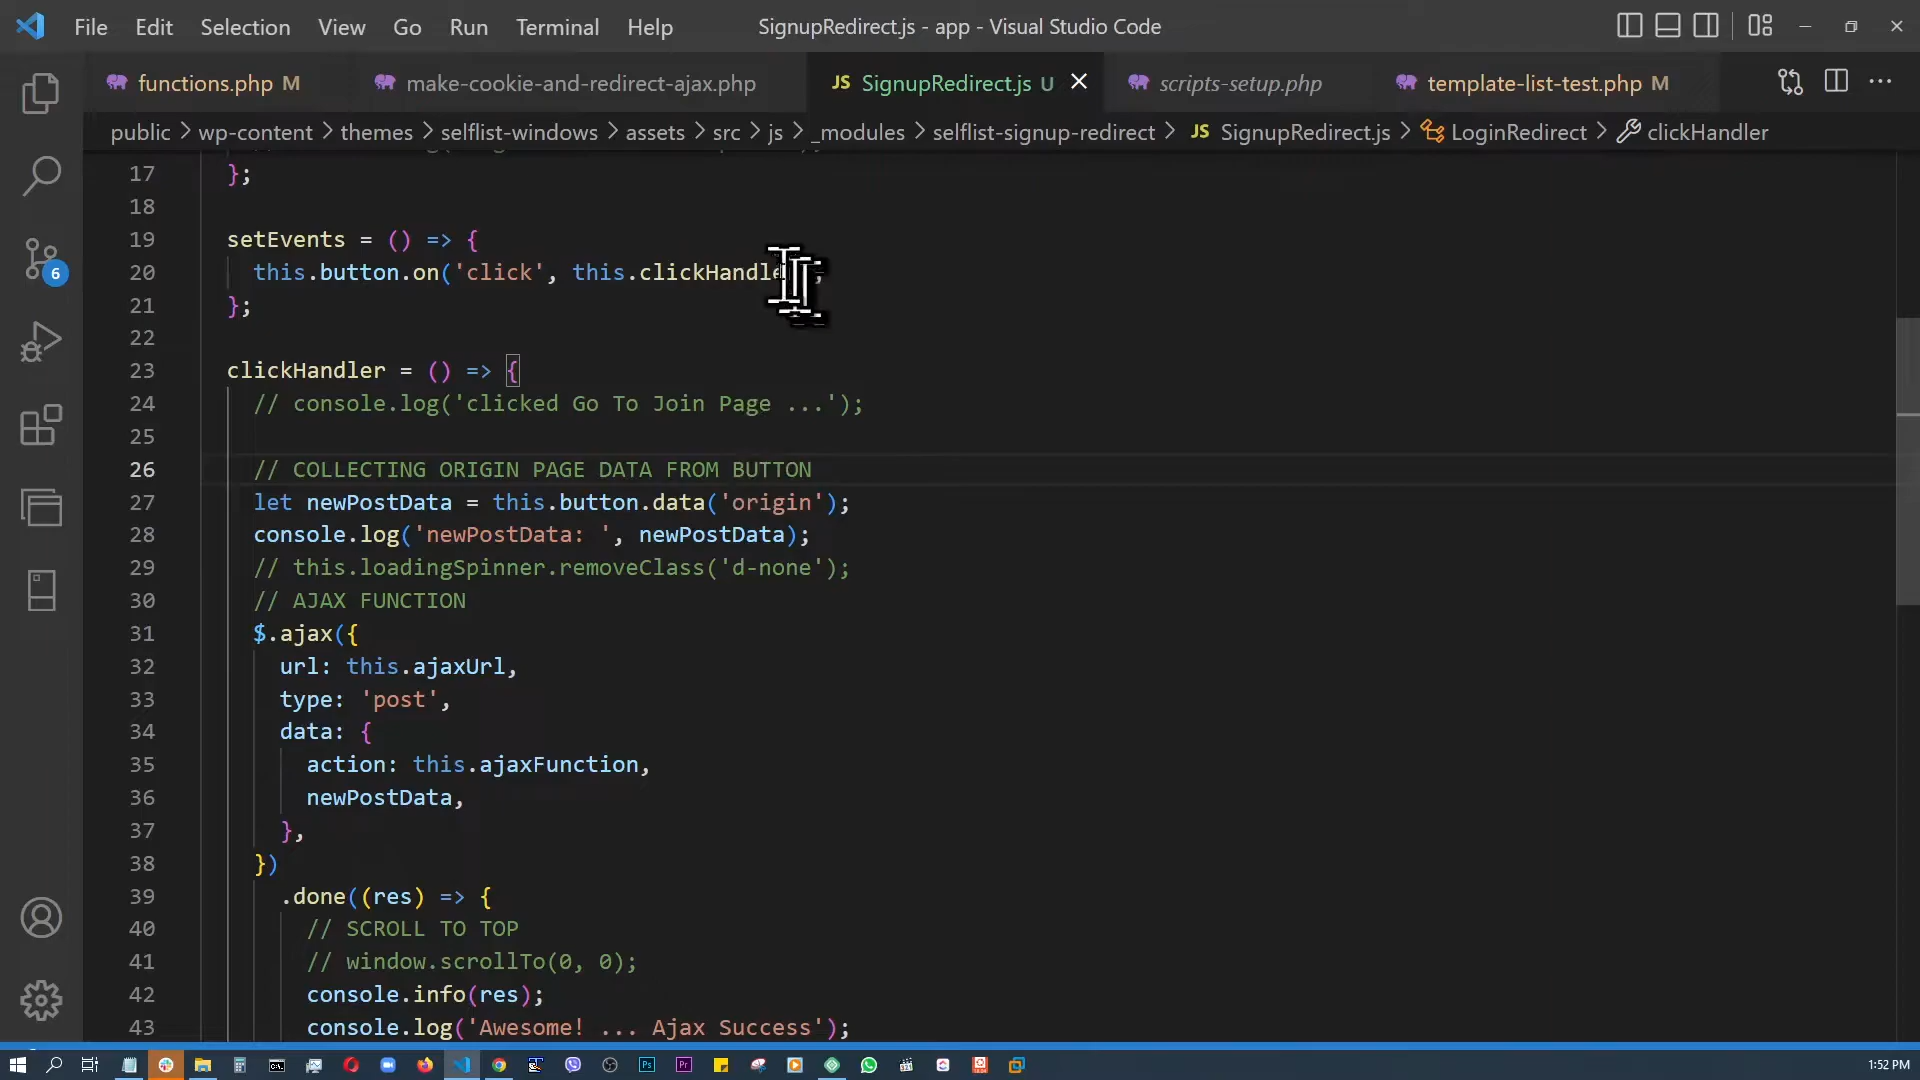 File Edit Selection View Go Run Terminal Help SignupRedirect.js - app - Visual Studio Code
functions.php M make-cookie-and-redirect-ajax.php JS SignupRedirect.js U scripts-setup.php template-list-test.php M
public > wp-content > themes > selflist-windows > assets > src > js > _modules > selflist-signup-redirect > JS SignupRedirect.js > LoginRedirect > clickHandler
17 };
18
19 setEvents = () => {
20 this.button.on('click', this.clickHandle ;
21 };
22
23 clickHandler = () => {
24 // console.log('clicked Go To Join Page ...');
25
26 // COLLECTING ORIGIN PAGE DATA FROM BUTTON
27 let newPostData = this.button.data('origin');
28 console.log('newPostData: ', newPostData);
29 // this.loadingSpinner.removeClass('d-none');
30 // AJAX FUNCTION
31 $.ajax({
32 url: this.ajaxUrl,
33 type: 'post',
34 data: {
35 action: this.ajaxFunction,
36 newPostData,
37 },
38 })
39 .done((res) => {
40 // SCROLL TO TOP
41 // window.scrollTo(0, 0);
42 console.info(res);
43 console.log('Awesome! ... Ajax Success');
6
1:52 PM